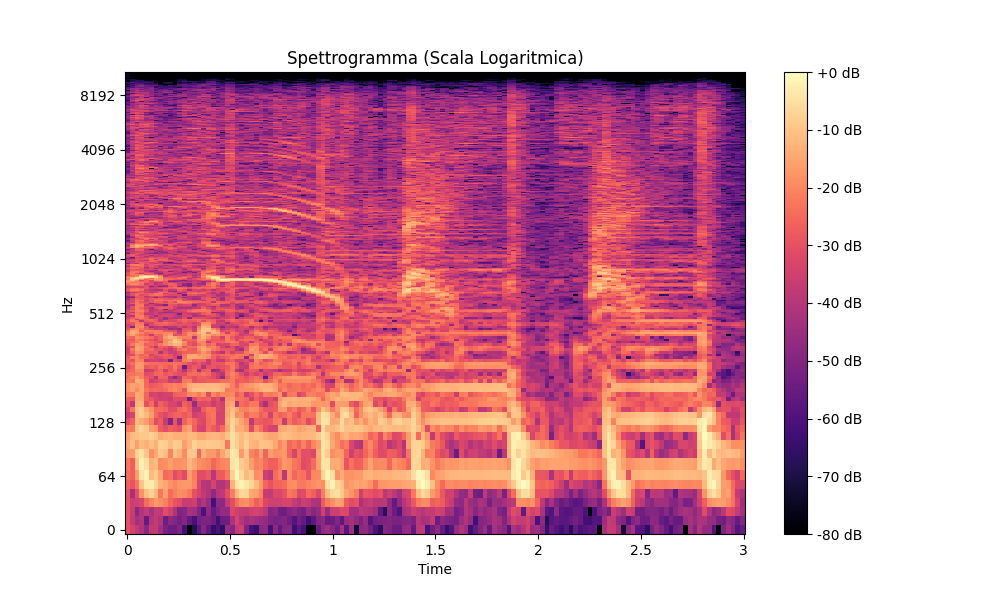 Spettrogramma (Scala Logaritmica)
8192
4096
2048
1024
512
256
128
64
0
Hz
0
0.5
1
1.5
2
2.5
3
Time
+0 dB
-10 dB
-20 dB
-30 dB
-40 dB
-50 dB
-60 dB
-70 dB
-80 dB